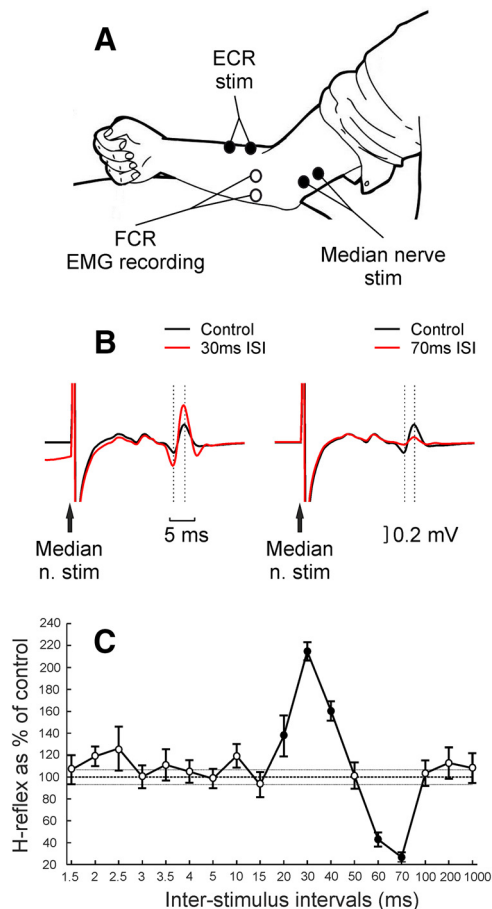 A
ECR
stim
FCR
EMG recording
Median nerve
stim
B
Control
30ms ISI
Control
70ms ISI
Median
n. stim
5 ms
Median
n. stim
0.2 mV
C
H-reflex as % of control
240
220
200
180
160
140
120
100
80
60
40
20
1.5 2 2.5 3 3.5 4 5 10 15 20 30 40 50 60 70 100 200 1000
Inter-stimulus intervals (ms)